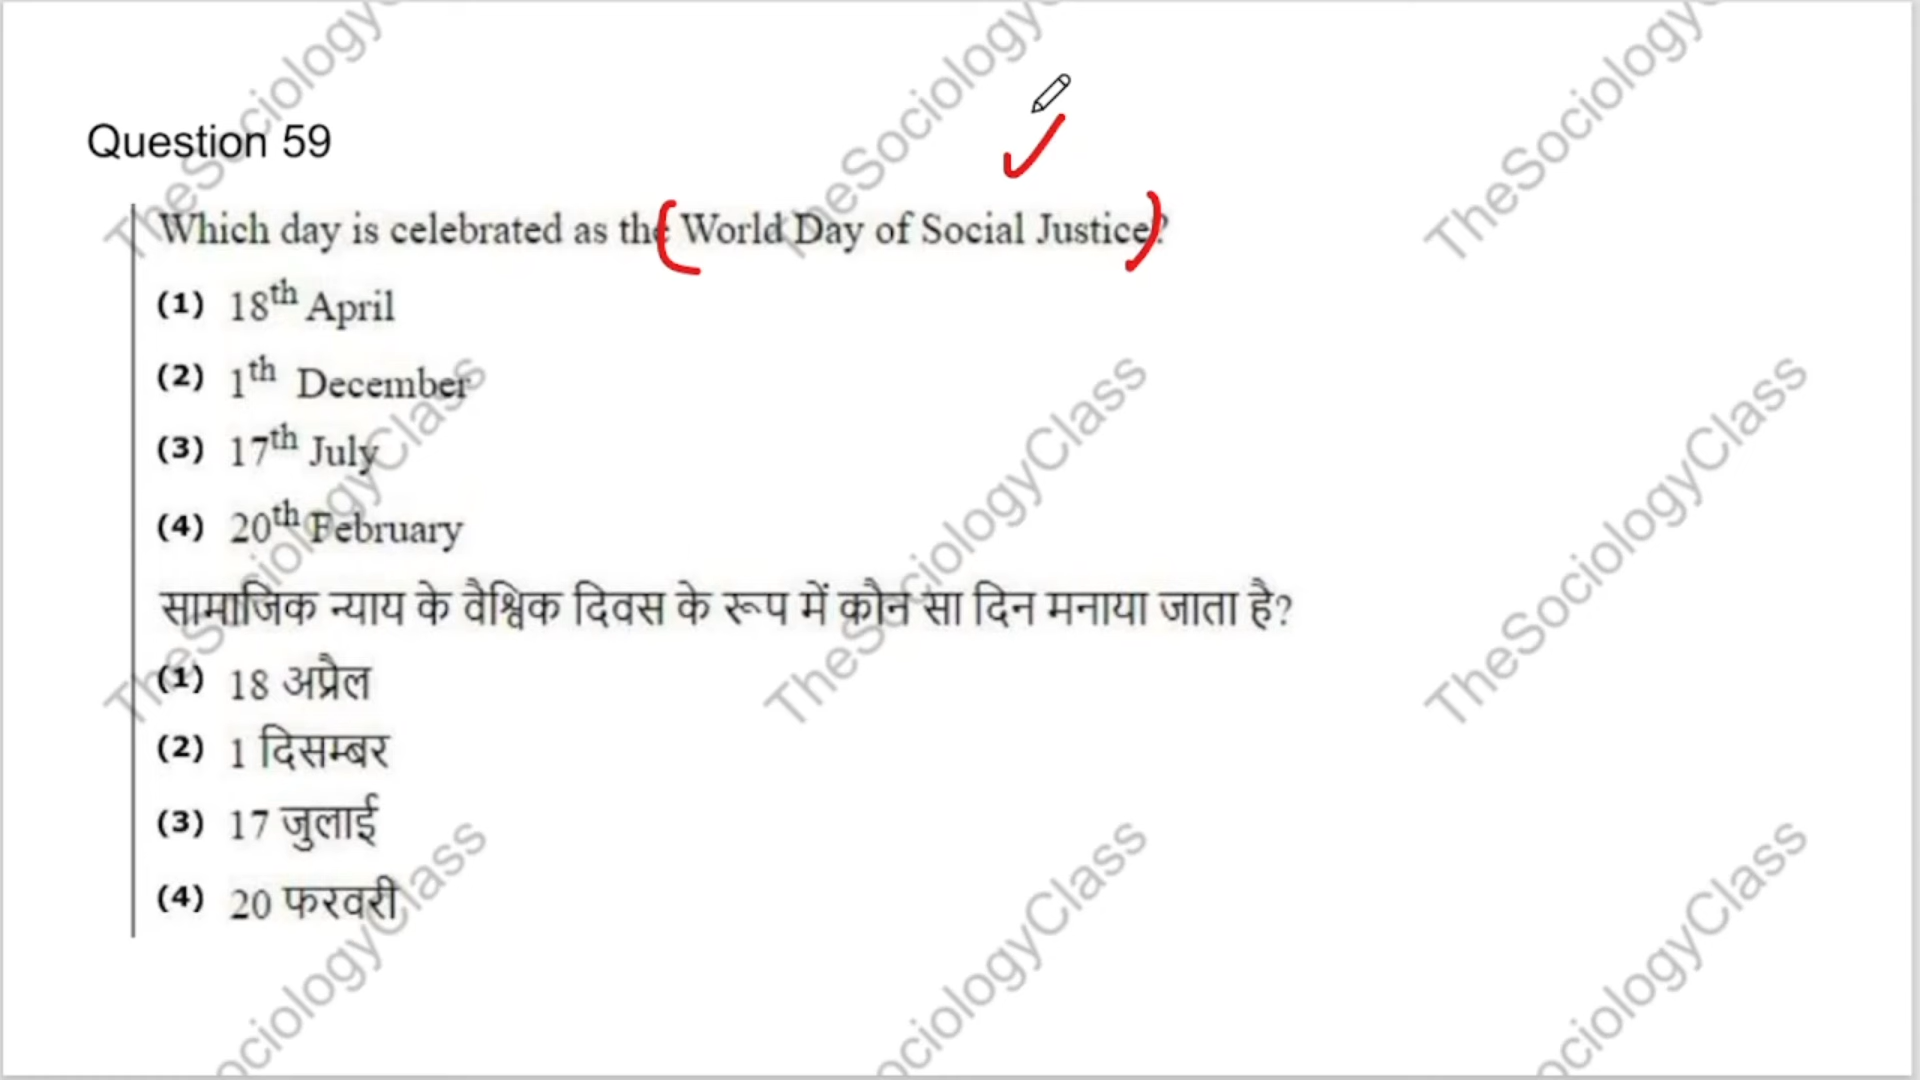 Question 59
Which day is celebrated as the World Day of Social Justice?
(1) 18th April
(2) 1th December
(3) 17th July
(4) 20th February
सामाजिक न्याय के वैश्विक दिवस के रूप में कौन सा दिन मनाया जाता है?
(1) 18 अप्रैल
(2) 1 दिसम्बर
(3) 17 जुलाई
(4) 20 फरवरी
TheSociologyClass